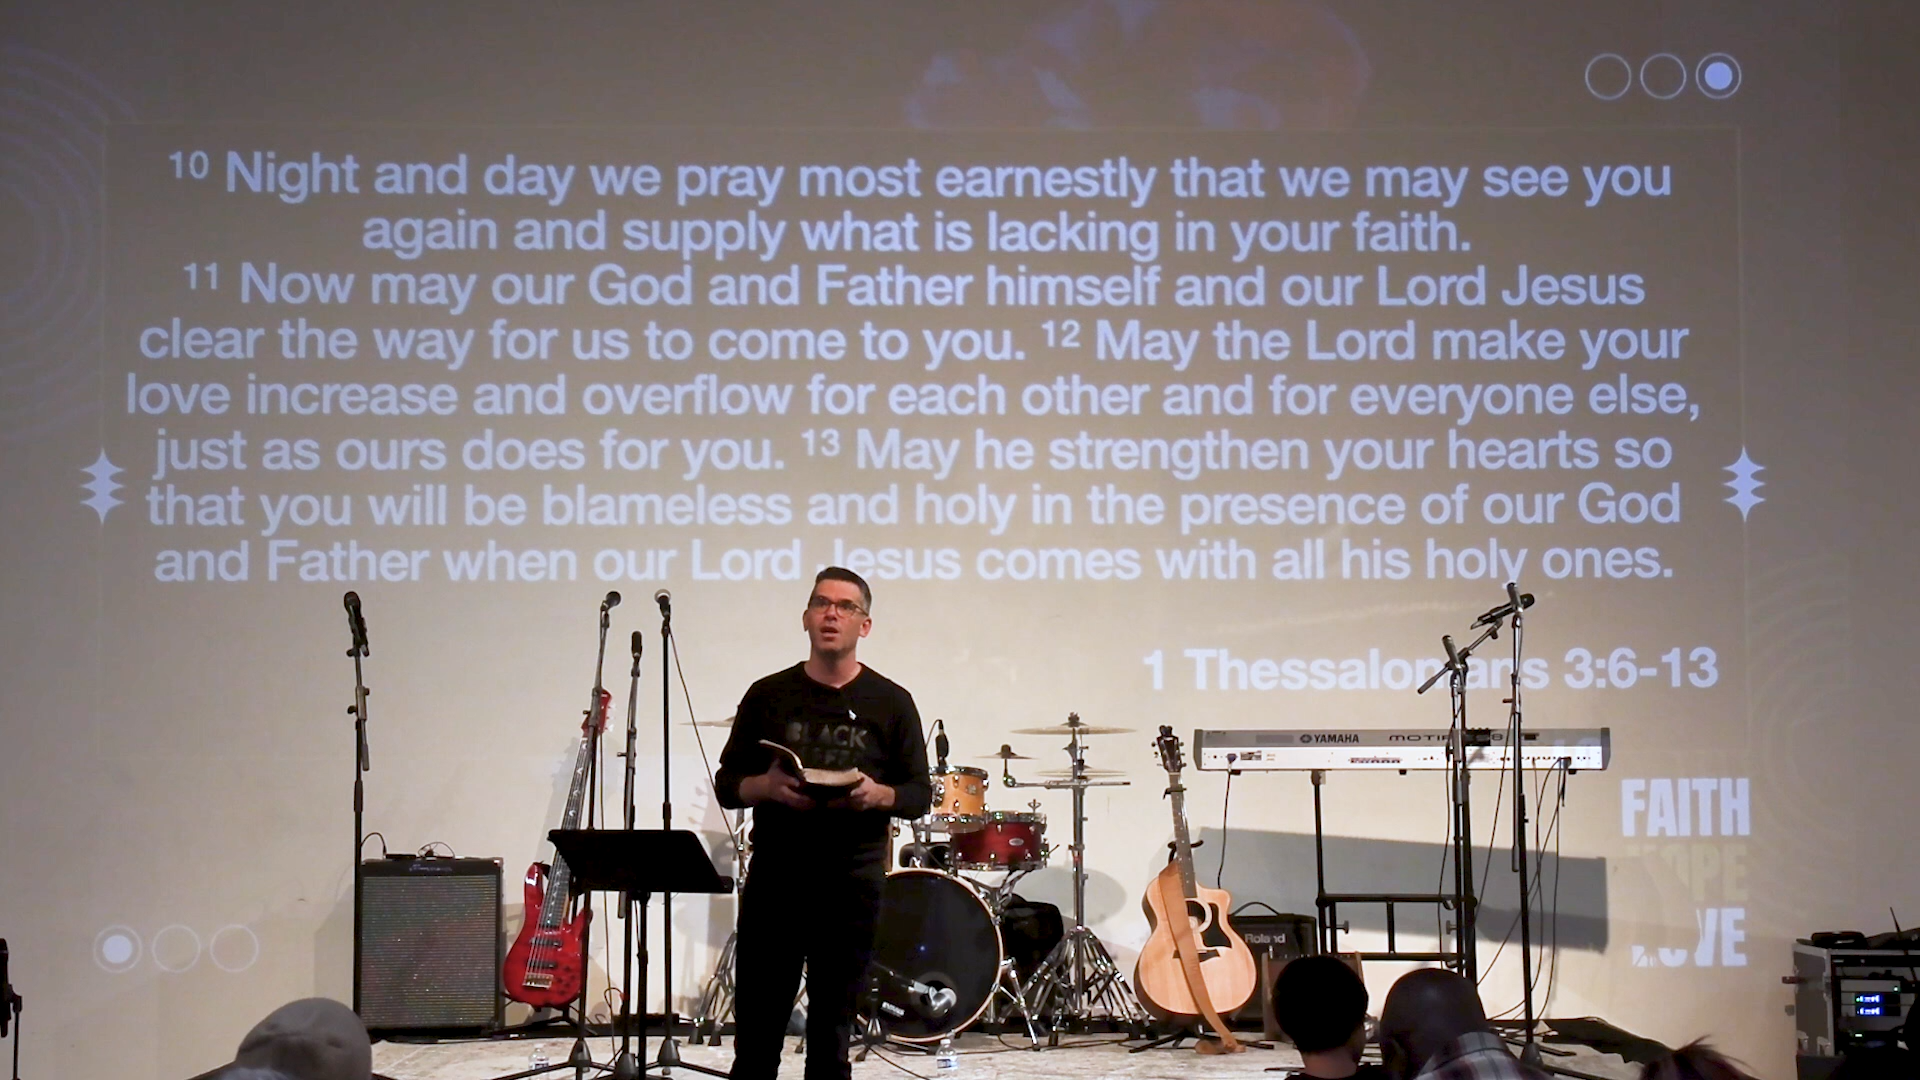 10 Night and day we pray most earnestly that we may see you
again and supply what is lacking in your faith.
11 Now may our God and Father himself and our Lord Jesus
clear the way for us to come to you. 12 May the Lord make your
love increase and overflow for each other and for everyone else,
just as ours does for you. 13 May he strengthen your hearts so
that you will be blameless and holy in the presence of our God
and Father when our Lord Jesus comes with all his holy ones.
1 Thessalonians 3:6-13
BLACK
YAMAHA
Roland
FAITH
HOPE
LOVE